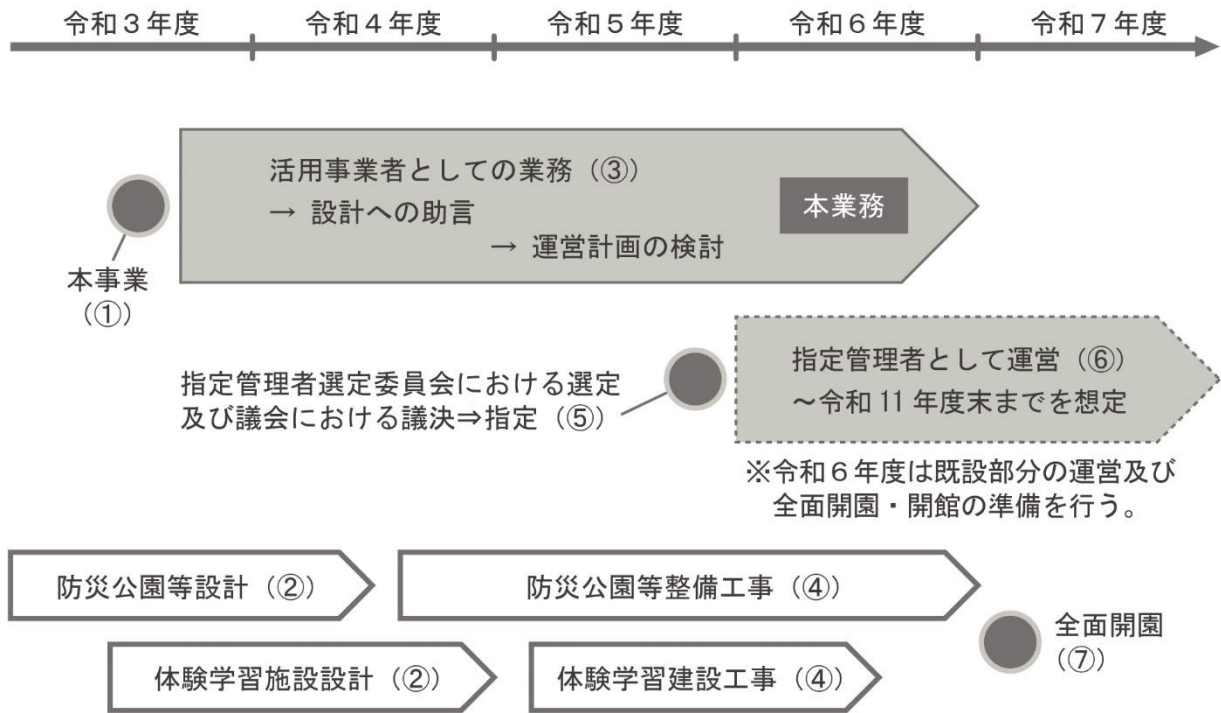 令和3年度
令和4年度
令和5年度
令和6年度
令和7年度
活用事業者としての業務（③）
→ 設計への助言
→ 運営計画の検討
本業務
本事業
（①）
指定管理者選定委員会における選定
及び議会における議決⇒指定（⑤）
指定管理者として運営（⑥）
～令和11年度末までを想定
※令和6年度は既設部分の運営及び
全面開園・開館の準備を行う。
防災公園等設計（②）
防災公園等整備工事（④）
全面開園
（⑦）
体験学習施設設計（②）
体験学習建設工事（④）